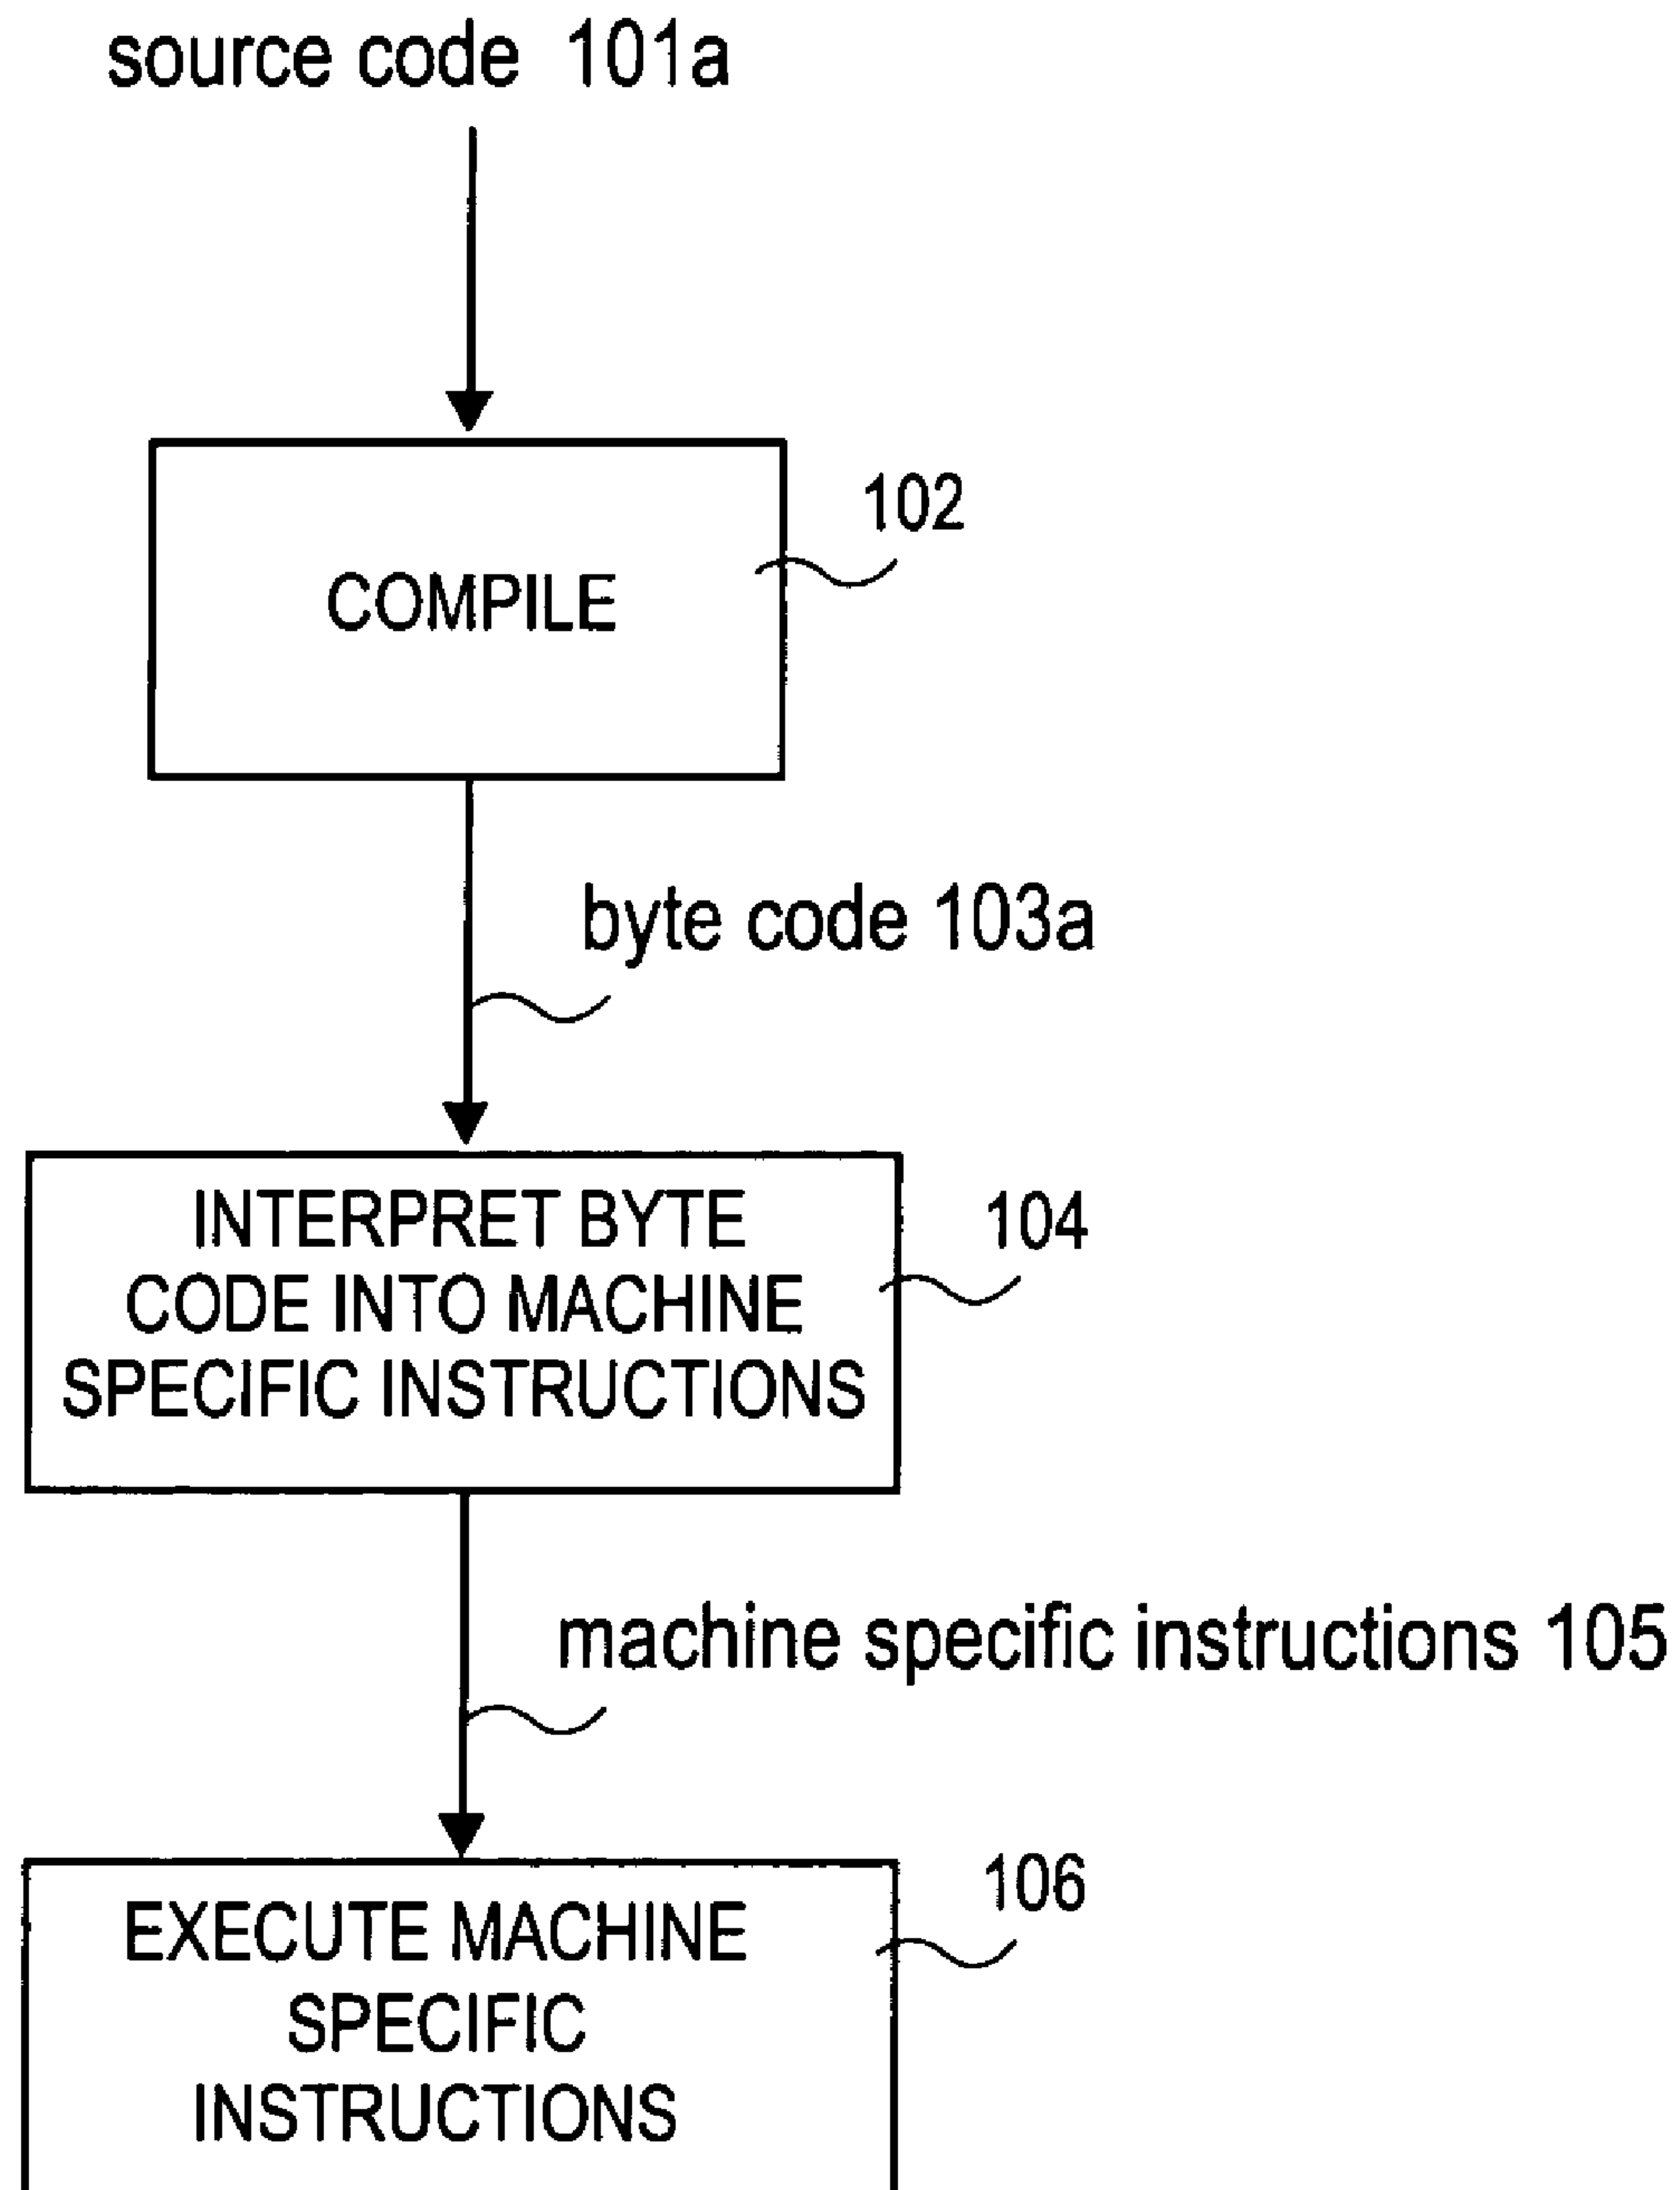 source code 101a
102
COMPILE
byte code 103a
INTERPRET BYTE
CODE INTO MACHINE
SPECIFIC INSTRUCTIONS
104
machine specific instructions 105
106
EXECUTE MACHINE
SPECIFIC
INSTRUCTIONS